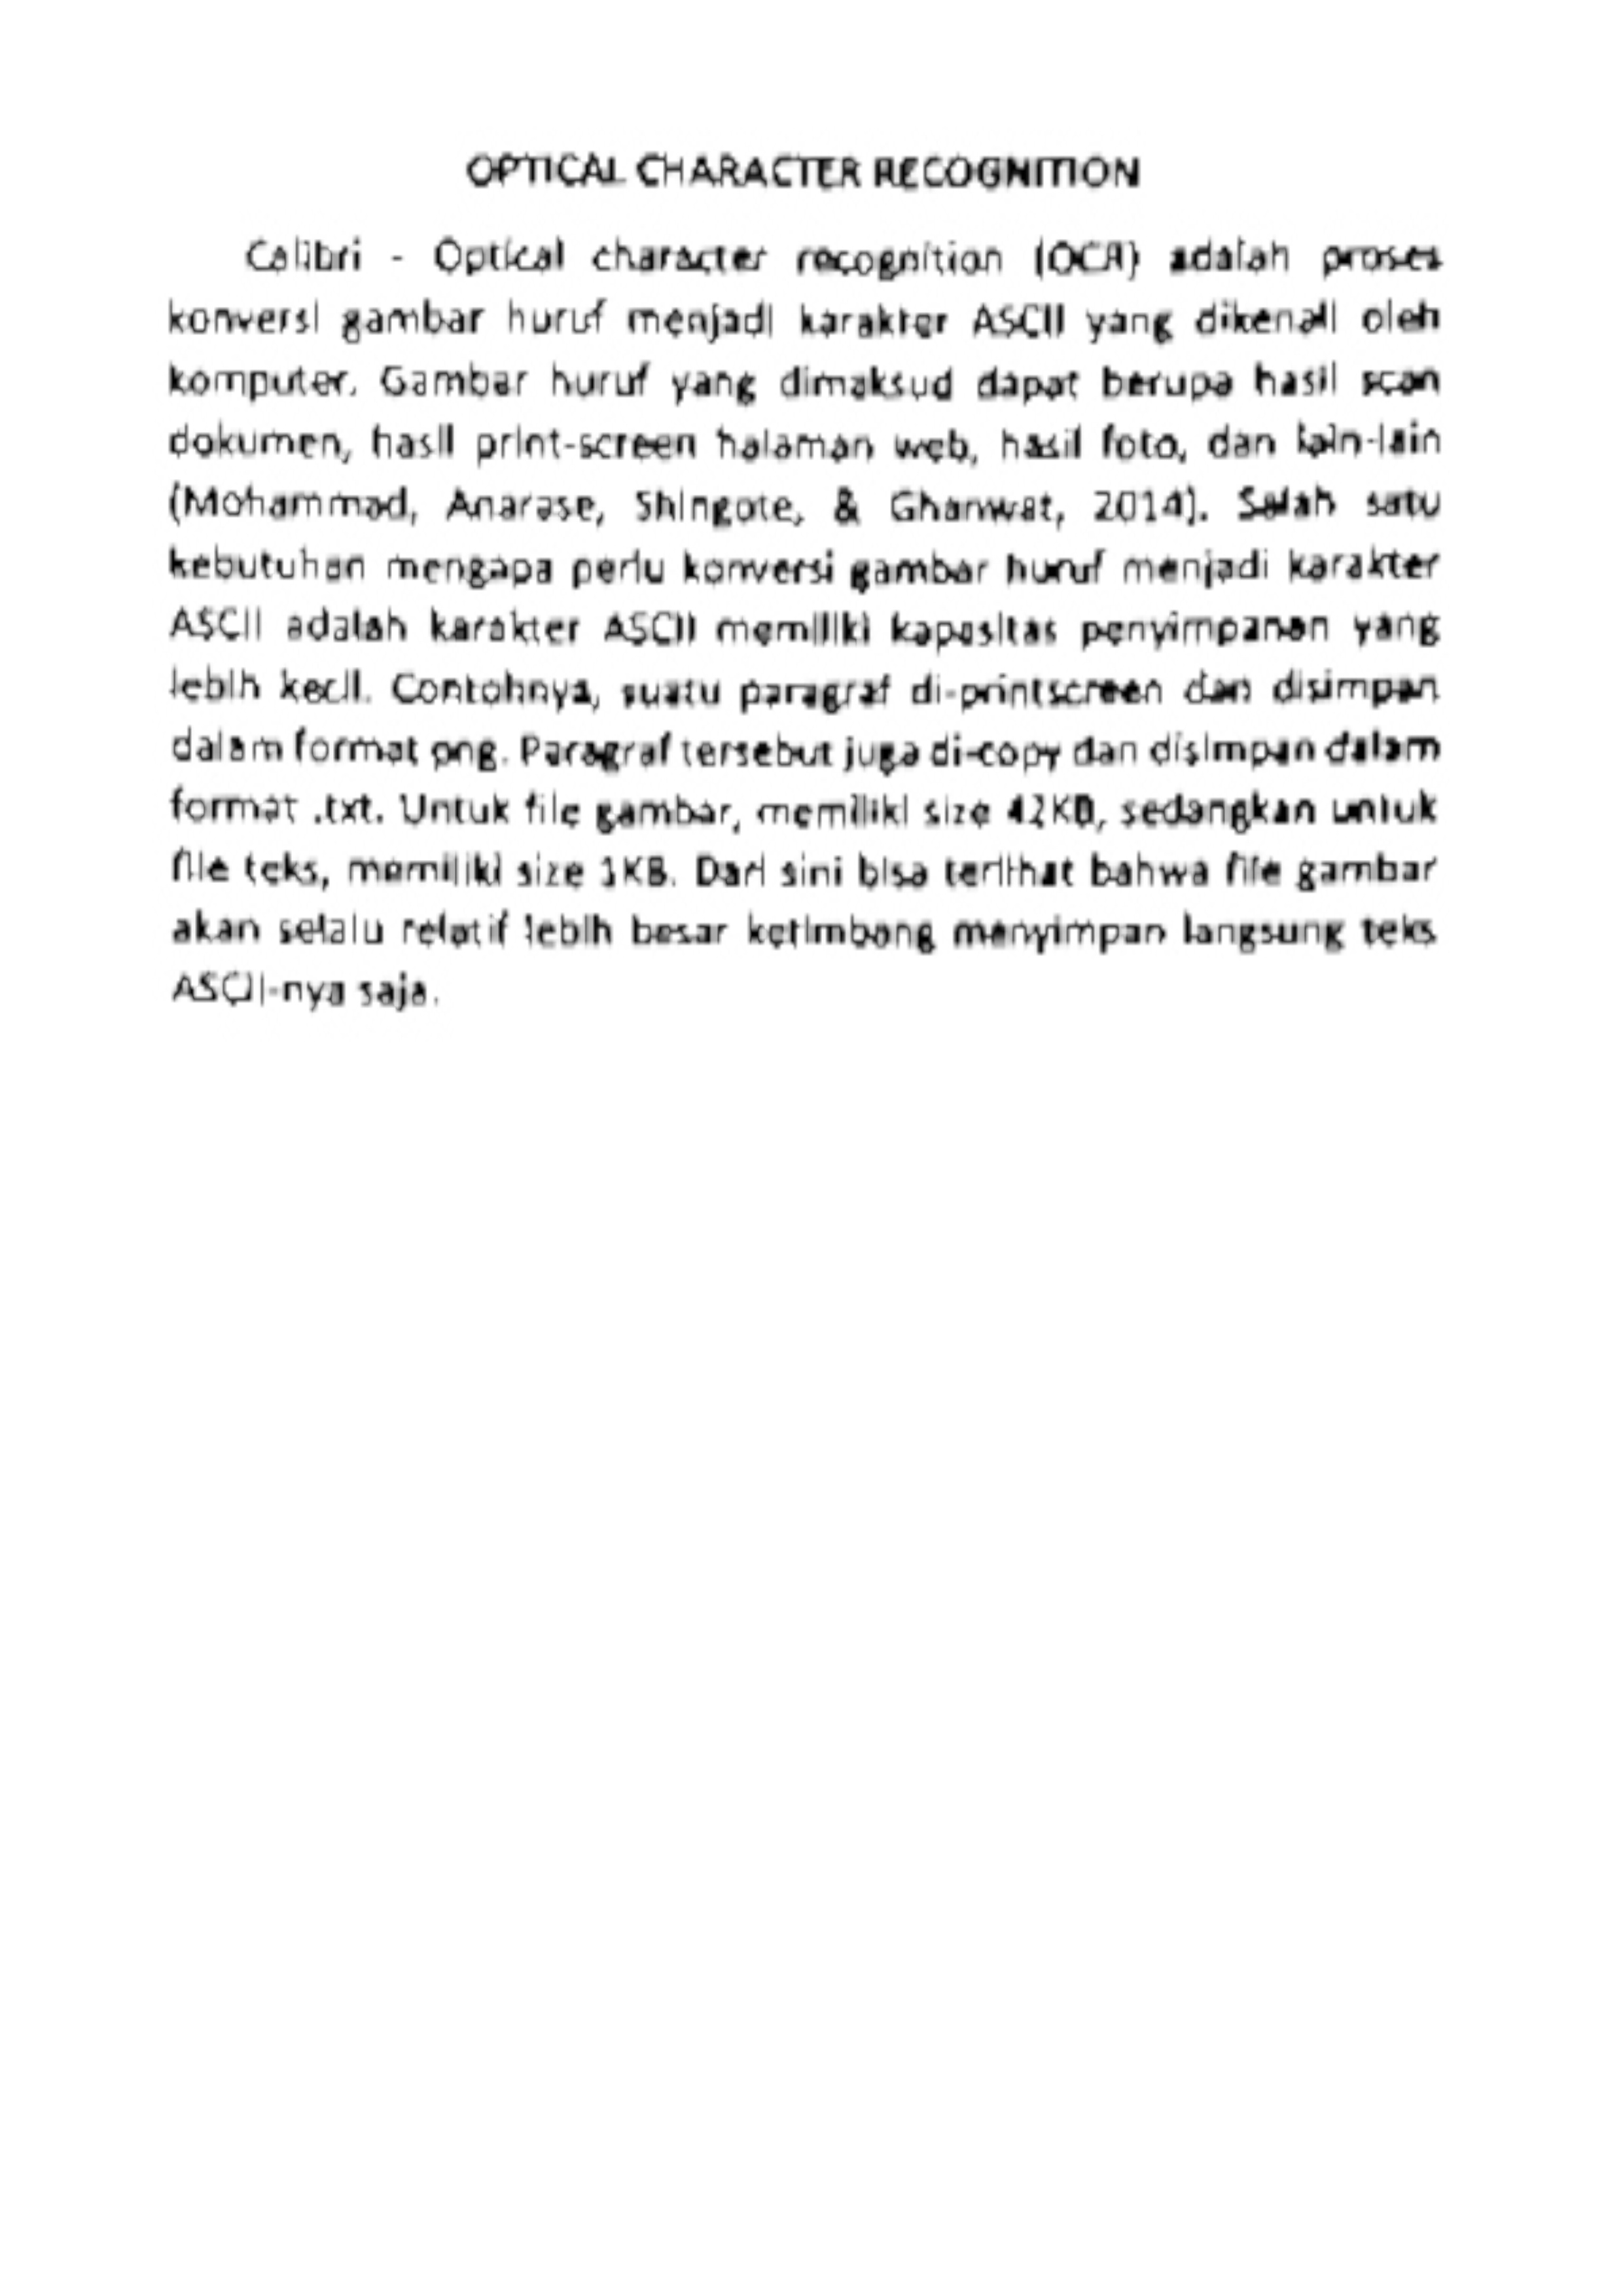 OPTICAL CHARACTER RECOGNITION
Calibri - Optical character recognition (OCR) adalah proses
konversi gambar huruf menjadi karakter ASCII yang dikenali oleh
komputer. Gambar huruf yang dimaksud dapat berupa hasil scan
dokumen, hasil print-screen halaman web, hasil foto, dan lain-lain
(Mohammad, Anarase, Shingote, & Ghanwat, 2014). Salah satu
kebutuhan mengapa perlu konversi gambar huruf menjadi karakter
ASCII adalah karakter ASCII memiliki kapasitas penyimpanan yang
lebih kecil. Contohnya, suatu paragraf di-printscreen dan disimpan
dalam format png. Paragraf tersebut juga di-copy dan disimpan dalam
format .txt. Untuk file gambar, memiliki size 42KB, sedangkan untuk
file teks, memiliki size 1KB. Dari sini bisa terlihat bahwa file gambar
akan selalu relatif lebih besar ketimbang menyimpan langsung teks
ASCII-nya saja.